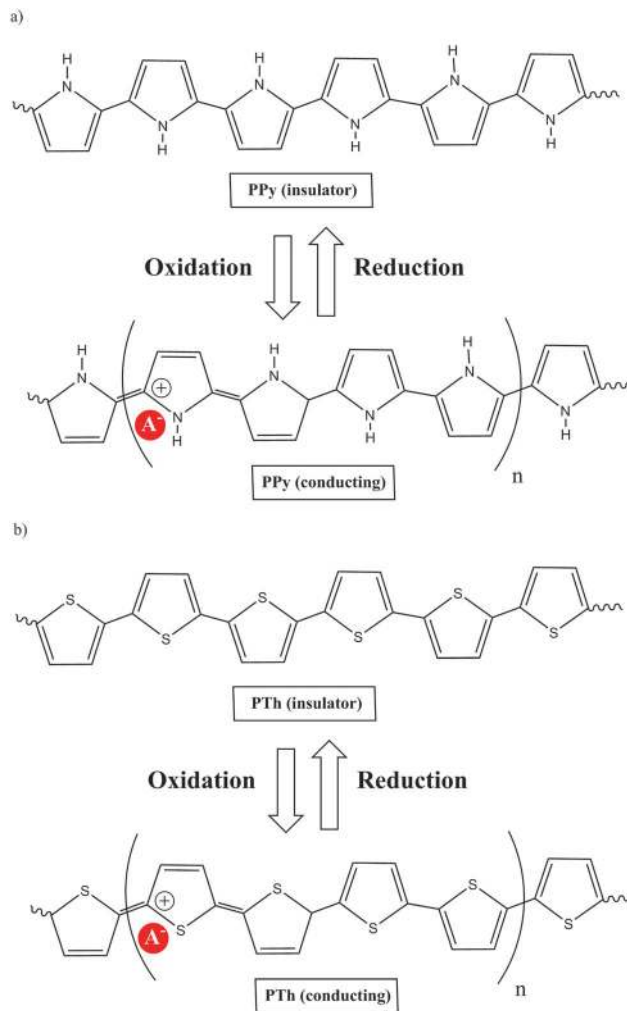 a)
H H H
N N N
N N N
H H H
PPy (insulator)
Oxidation Reduction
H H
N N N
A⁻ + N N N
H H H
PPy (conducting) n
b)
S S S
S S S
PTh (insulator)
Oxidation Reduction
S S S
A⁻ + S S S
PTh (conducting) n